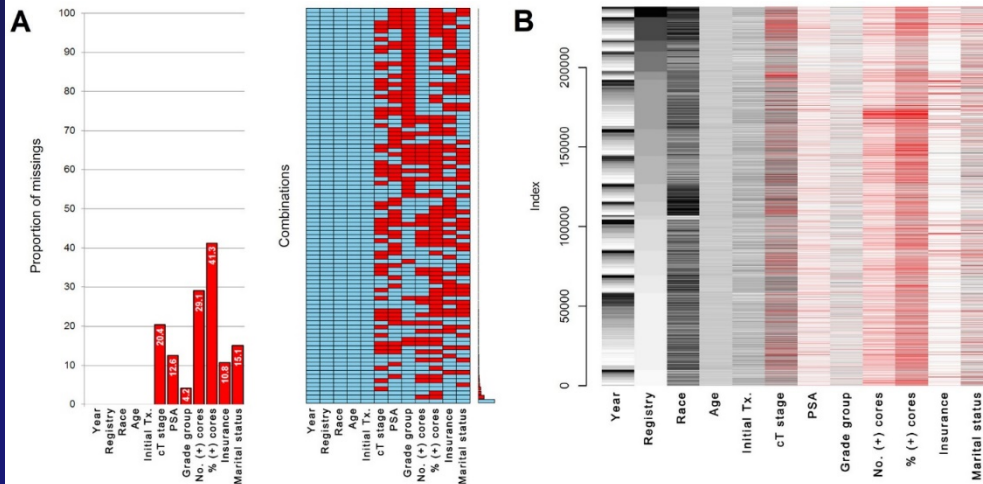 A
Proportion of missings
100
90
80
70
60
50
40
30
20
10
0
20.4
12.6
4.2
29.1
41.3
10.8
15.1
Year
Registry
Race
Age
Initial Tx.
cT stage
PSA
Grade group
No. (+) cores
% (+) cores
Insurance
Marital status
Combinations
Year
Registry
Race
Age
Initial Tx.
cT stage
PSA
Grade group
No. (+) cores
% (+) cores
Insurance
Marital status
B
Index
200000
150000
100000
50000
0
Year
Registry
Race
Age
Initial Tx.
cT stage
PSA
Grade group
No. (+) cores
% (+) cores
Insurance
Marital status